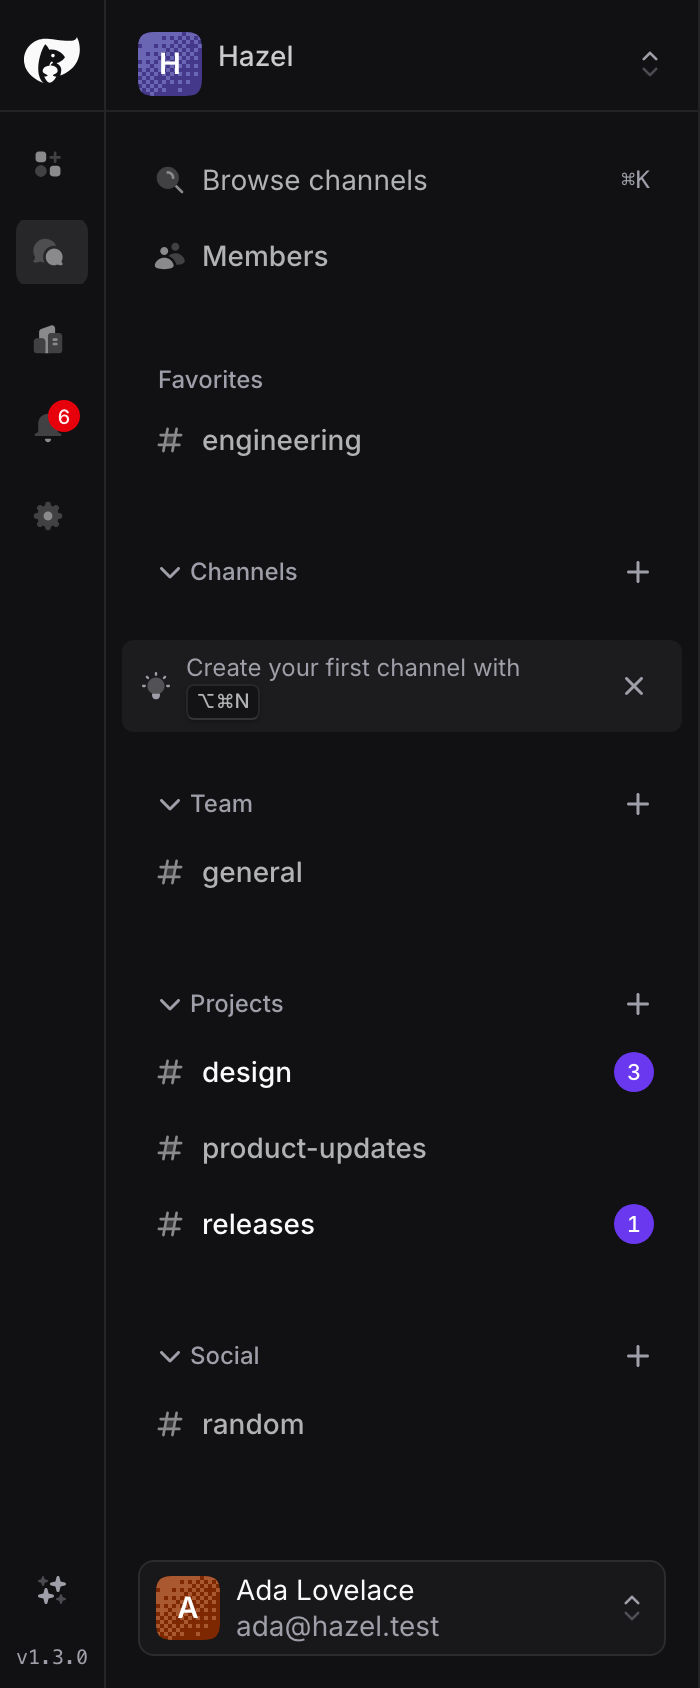 H Hazel
Browse channels ⌘K
Members
6
Favorites
# engineering
Channels
Create your first channel with
⌥⌘N
Team
# general
Projects
# design 3
# product-updates
# releases 1
Social
# random
A Ada Lovelace
ada@hazel.test
v1.3.0